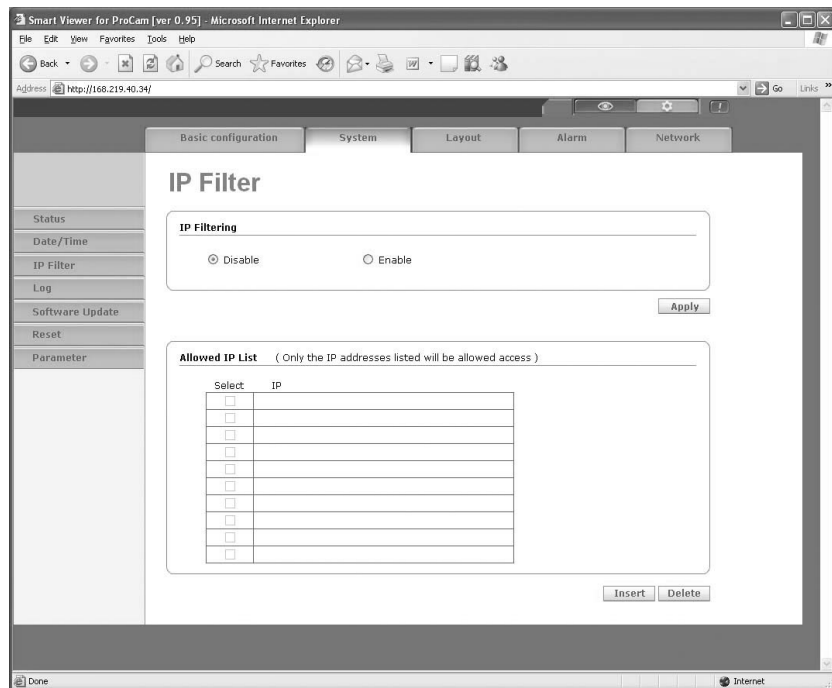 Smart Viewer for ProCam [ver 0.95] - Microsoft Internet Explorer
File Edit View Favorites Tools Help
Back Search Favorites
Address http://168.219.40.34/ Go Links »
Basic configuration System Layout Alarm Network
IP Filter
Status
Date/Time
IP Filter
Log
Software Update
Reset
Parameter
IP Filtering
Disable Enable
Apply
Allowed IP List ( Only the IP addresses listed will be allowed access )
Select IP
Insert Delete
Done Internet